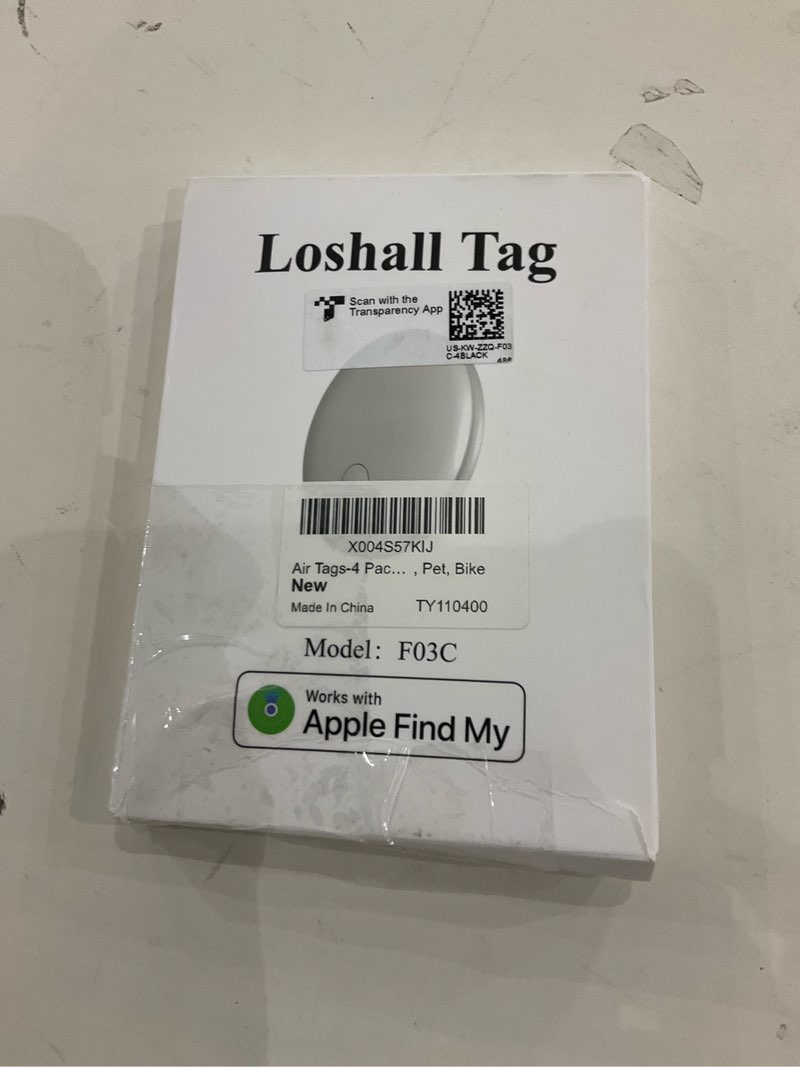 Loshall Tag
Scan with the
Transparency App
US-KW-ZZQ-F03
C-4BLACK
X004S57KIJ
Air Tags-4 Pac... , Pet, Bike
New
Made In China TY110400
Model: F03C
Works with
Apple Find My